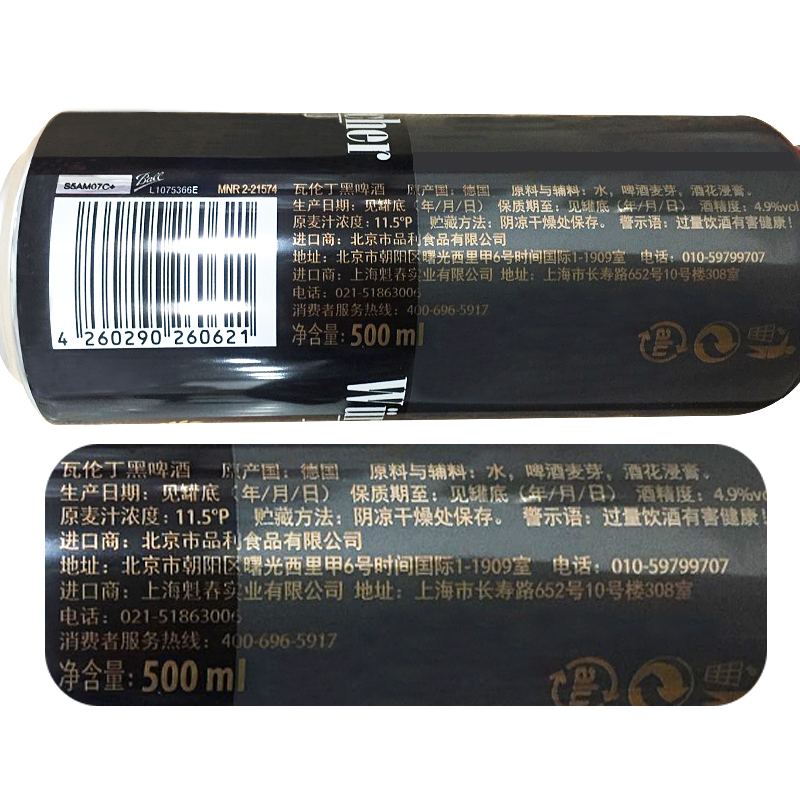 cher
S5AM07C+ Ball L1075366E MNR 2-21574
瓦伦丁黑啤酒 原产国：德国 原料与辅料：水，啤酒麦芽，酒花浸膏。
生产日期：见罐底（年/月/日） 保质期至：见罐底（年/月/日） 酒精度：4.9%vol
原麦汁浓度：11.5°P 贮藏方法：阴凉干燥处保存。 警示语：过量饮酒有害健康！
进口商：北京市品利食品有限公司
地址：北京市朝阳区曙光西里甲6号时间国际1-1909室 电话：010-59799707
进口商：上海魁春实业有限公司 地址：上海市长寿路652号10号楼308室
电话：021-51863006
消费者服务热线：400-696-5917
净含量：500 ml
4 260290 260621
alu
瓦伦丁黑啤酒 原产国：德国 原料与辅料：水，啤酒麦芽，酒花浸膏。
生产日期：见罐底（年/月/日） 保质期至：见罐底（年/月/日） 酒精度：4.9%vo
原麦汁浓度：11.5°P 贮藏方法：阴凉干燥处保存。 警示语：过量饮酒有害健康！
进口商：北京市品利食品有限公司
地址：北京市朝阳区曙光西里甲6号时间国际1-1909室 电话：010-59799707
进口商：上海魁春实业有限公司 地址：上海市长寿路652号10号楼308室
电话：021-51863006
消费者服务热线：400-696-5917
净含量：500 ml
alu